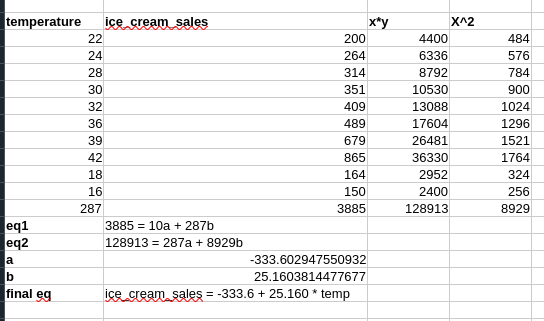 temperature ice_cream_sales x*y X^2
22 200 4400 484
24 264 6336 576
28 314 8792 784
30 351 10530 900
32 409 13088 1024
36 489 17604 1296
39 679 26481 1521
42 865 36330 1764
18 164 2952 324
16 150 2400 256
287 3885 128913 8929
eq1 3885 = 10a + 287b
eq2 128913 = 287a + 8929b
a -333.602947550932
b 25.1603814477677
final eq ice_cream_sales = -333.6 + 25.160 * temp